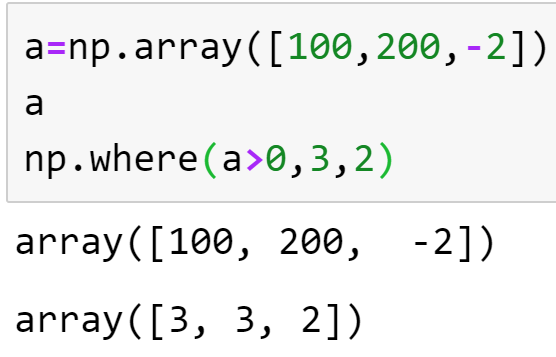 a=np.array([100,200,-2])
a
np.where(a>0,3,2)
array([100, 200,  -2])
array([3, 3, 2])